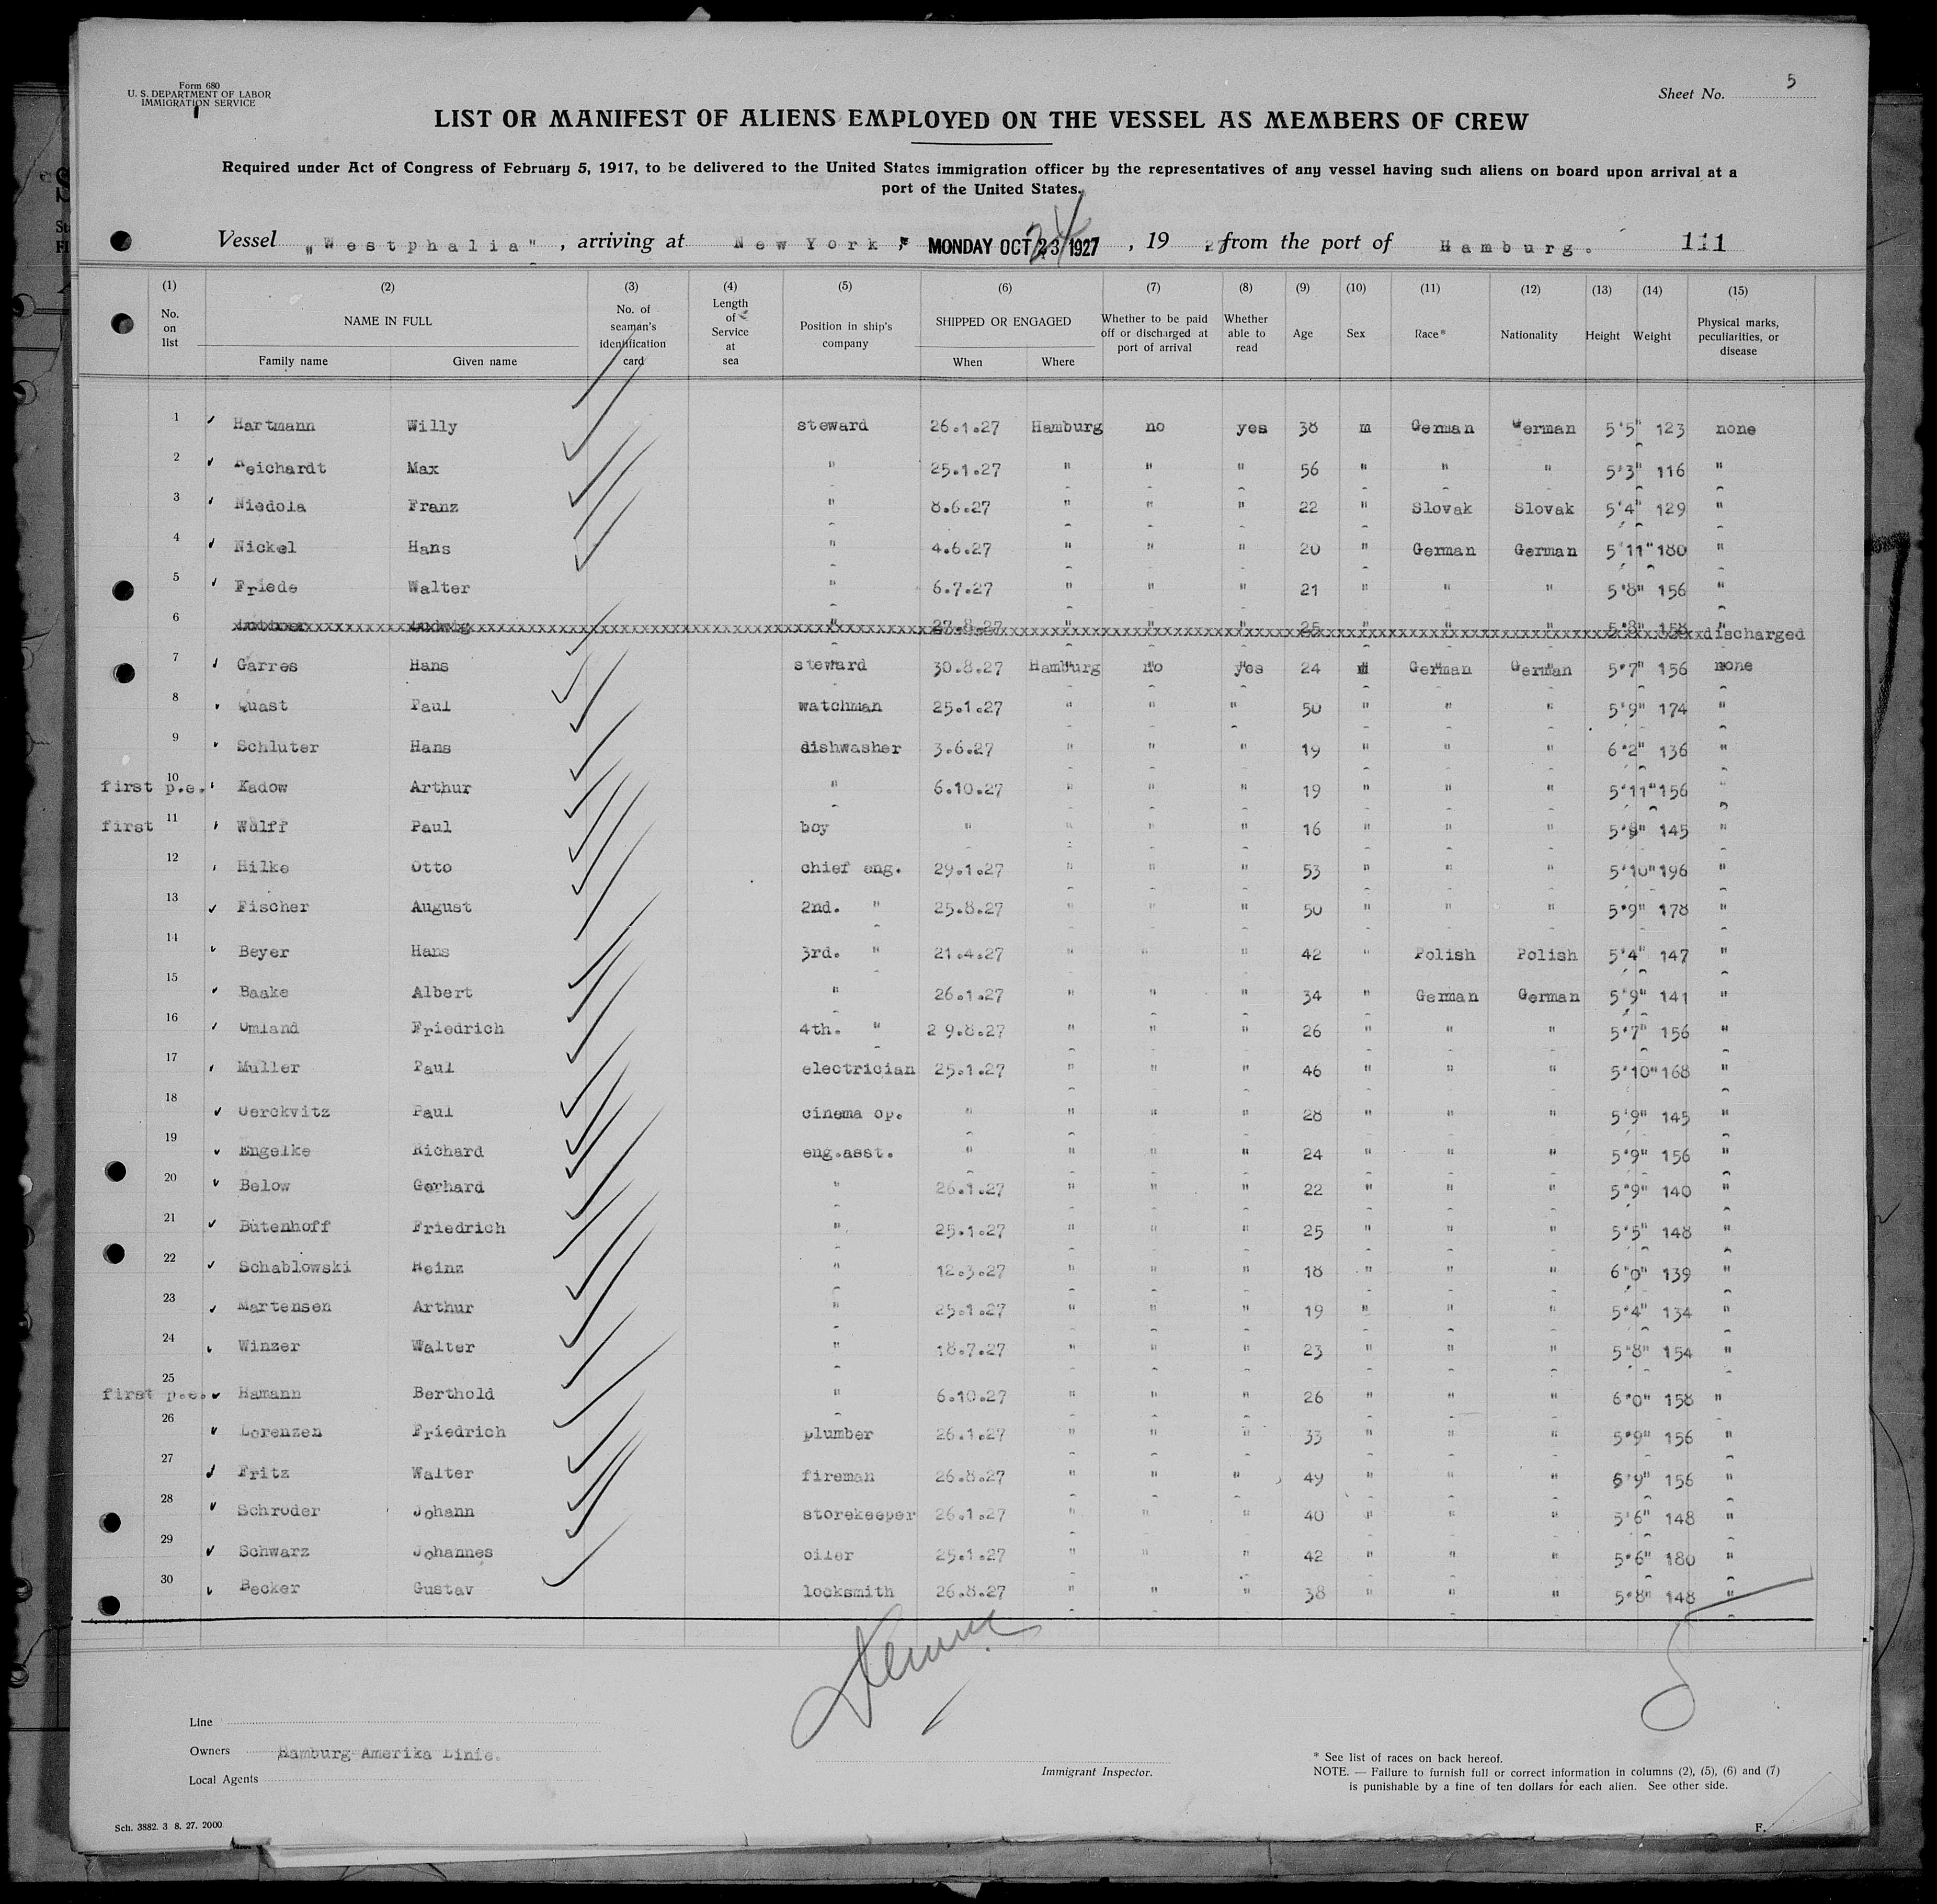 Form 680
U. S. DEPARTMENT OF LABOR
IMMIGRATION SERVICE
Sheet No. 5
LIST OR MANIFEST OF ALIENS EMPLOYED ON THE VESSEL AS MEMBERS OF CREW
Required under Act of Congress of February 5, 1917, to be delivered to the United States immigration officer by the representatives of any vessel having such aliens on board upon arrival at a
port of the United States.
Vessel "Westphalia", arriving at New York, MONDAY OCT 23 1927, 19 27 from the port of Hamburg. 111
24
(1) (2) (3) (4) (5) (6) (7) (8) (9) (10) (11) (12) (13) (14) (15)
No. on list NAME IN FULL Family name Given name No. of seaman's identification card Length of Service at sea Position in ship's company SHIPPED OR ENGAGED When Where Whether to be paid off or discharged at port of arrival Whether able to read Age Sex Race* Nationality Height Weight Physical marks, peculiarities, or disease
1 Hartmann Willy steward 26.1.27 Hamburg no yes 38 m German German 5'5" 123 none
2 Reichardt Max " 25.1.27 " " " 56 " " " 5'3" 116 "
3 Niedola Franz " 8.6.27 " " " 22 " Slovak Slovak 5'4" 129 "
4 Nickel Hans " 4.6.27 " " " 20 " German German 5'11" 180 "
5 Friede Walter " 6.7.27 " " " 21 " " " 5'8" 156 "
6 Ludwig " 27.8.27 " " " 25 " " " 5'8" 158 " discharged
7 Garres Hans steward 30.8.27 Hamburg no yes 24 m German German 5'7" 156 none
8 Quast Paul watchman 25.1.27 " " " 50 " " " 5'9" 174 "
9 Schluter Hans dishwasher 3.6.27 " " " 19 " " " 6'2" 136 "
first p.e. 10 Kadow Arthur " 6.10.27 " " " 19 " " " 5'11" 156 "
first 11 Wulff Paul boy " " " " 16 " " " 5'8" 145 "
12 Hilke Otto chief eng. 29.1.27 " " " 53 " " " 5'10" 196 "
13 Fischer August 2nd. " 25.8.27 " " " 50 " " " 5'9" 178 "
14 Beyer Hans 3rd. " 21.4.27 " " " 42 " Polish Polish 5'4" 147 "
15 Baake Albert " 26.1.27 " " " 34 " German German 5'9" 141 "
16 Umland Friedrich 4th. " 2 9.8.27 " " " 26 " " " 5'7" 156 "
17 Muller Paul electrician 25.1.27 " " " 46 " " " 5'10" 168 "
18 Uerckvitz Paul cinema op. " " " " 28 " " " 5'9" 145 "
19 Engelke Richard eng.asst. " " " " 24 " " " 5'9" 156 "
20 Below Gerhard " 26.1.27 " " " 22 " " " 5'9" 140 "
21 Butenhoff Friedrich " 25.1.27 " " " 25 " " " 5'5" 148 "
22 Schablowski Heinz " 12.3.27 " " " 18 " " " 6'0" 139 "
23 Martensen Arthur " 25.1.27 " " " 19 " " " 5'4" 134 "
24 Winzer Walter " 18.7.27 " " " 23 " " " 5'8" 154 "
first p.e. 25 Hamann Berthold " 6.10.27 " " " 26 " " " 6'0" 158 "
26 Lorenzen Friedrich plumber 26.1.27 " " " 33 " " " 5'9" 156 "
27 Fritz Walter fireman 26.8.27 " " " 49 " " " 5'9" 156 "
28 Schroder Johann storekeeper 26.1.27 " " " 40 " " " 5'6" 148 "
29 Schwarz Johannes oiler 25.1.27 " " " 42 " " " 5'6" 180 "
30 Becker Gustav locksmith 26.8.27 " " " 38 " " " 5'8" 148 "
Line
Owners Hamburg Amerika Linie.
Local Agents
Immigrant Inspector.
* See list of races on back hereof.
NOTE. — Failure to furnish full or correct information in columns (2), (5), (6) and (7)
is punishable by a fine of ten dollars for each alien. See other side.
Sch. 3882. 3 8. 27. 2000
F.